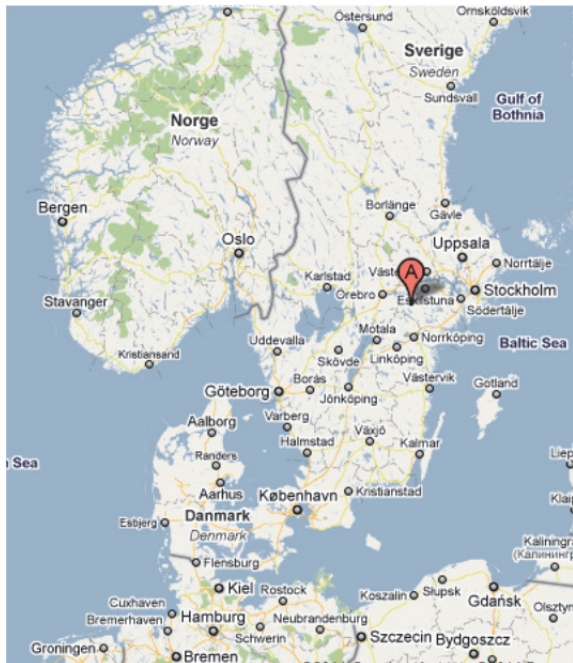 Östersund
Ornsköldsvik
Sverige
Sweden
Sundsvall
Gulf of
Bothnia
Norge
Norway
Borlänge
Gävle
Bergen
Oslo
Uppsala
Norrtälje
Karlstad
A
Örebro
Stockholm
Södertälje
Stavanger
Kristiansand
Uddevalla
Motala
Norrköping
Baltic Sea
Skövde
Linköping
Göteborg
Borås
Jönköping
Västervik
Gotland
Varberg
Aalborg
Halmstad
Växjö
Kalmar
Randers
Aarhus
Sea
København
Kristianstad
Esbjerg
Danmark
Denmark
Flensburg
Kiel
Rostock
Koszalin
Słupsk
Gdańsk
Cuxhaven
Bremerhaven
Hamburg
Schwerin
Neubrandenburg
Szczecin
Bydgoszcz
Groningen
Bremen